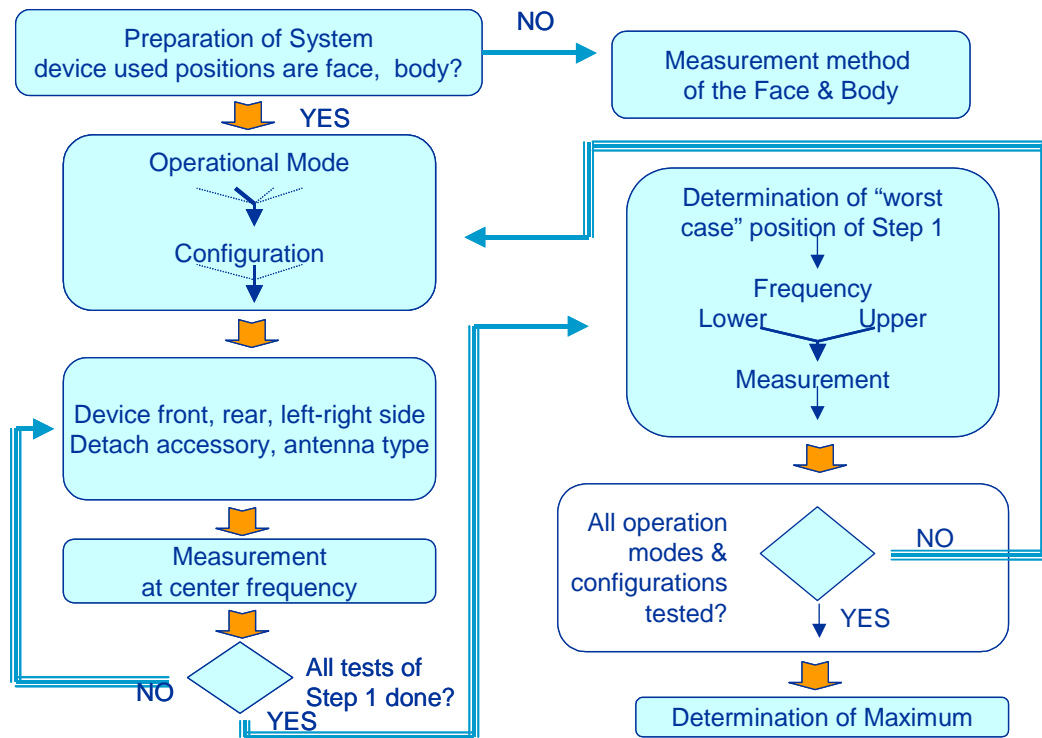 Preparation of System
device used positions are face, body?
NO
Measurement method
of the Face & Body
YES
Operational Mode
Configuration
Device front, rear, left-right side
Detach accessory, antenna type
Measurement
at center frequency
All tests of
Step 1 done?
NO
YES
Determination of “worst
case” position of Step 1
Frequency
Lower Upper
Measurement
All operation
modes &
configurations
tested?
NO
YES
Determination of Maximum